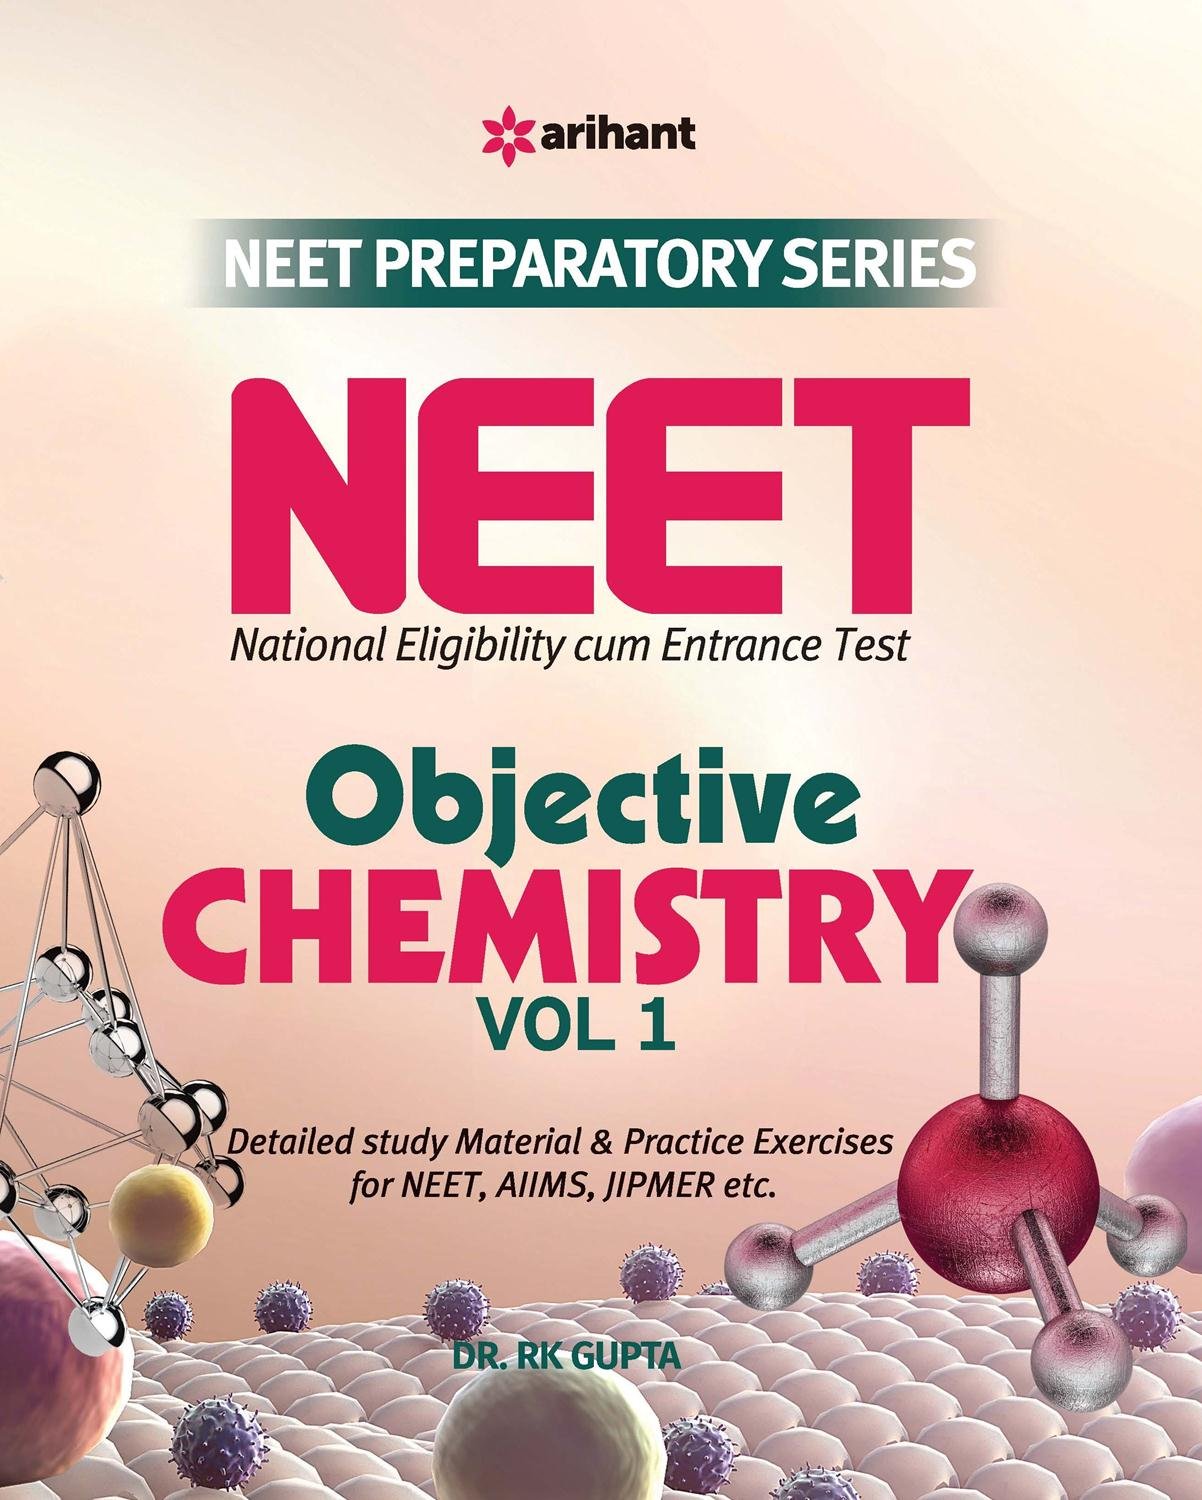 arihant
NEET PREPARATORY SERIES
NEET
National Eligibility cum Entrance Test
Objective
CHEMISTRY
VOL 1
Detailed study Material & Practice Exercises
for NEET, AIIMS, JIPMER etc.
DR. RK GUPTA